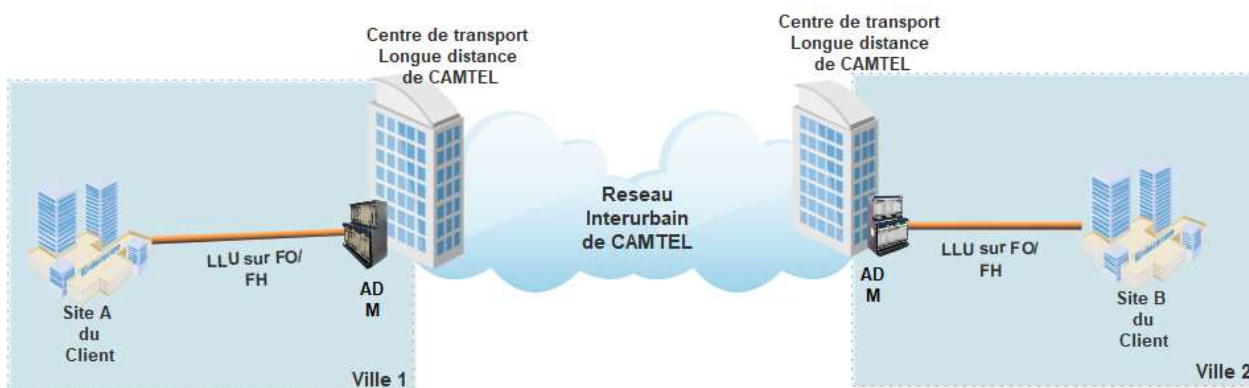 Centre de transport
Longue distance
de CAMTEL
Centre de transport
Longue distance
de CAMTEL
Reseau
Interurbain
de CAMTEL
LLU sur FO/
FH
AD
M
Site A
du
Client
Ville 1
LLU sur FO/
FH
AD
M
Site B
du
Client
Ville 2